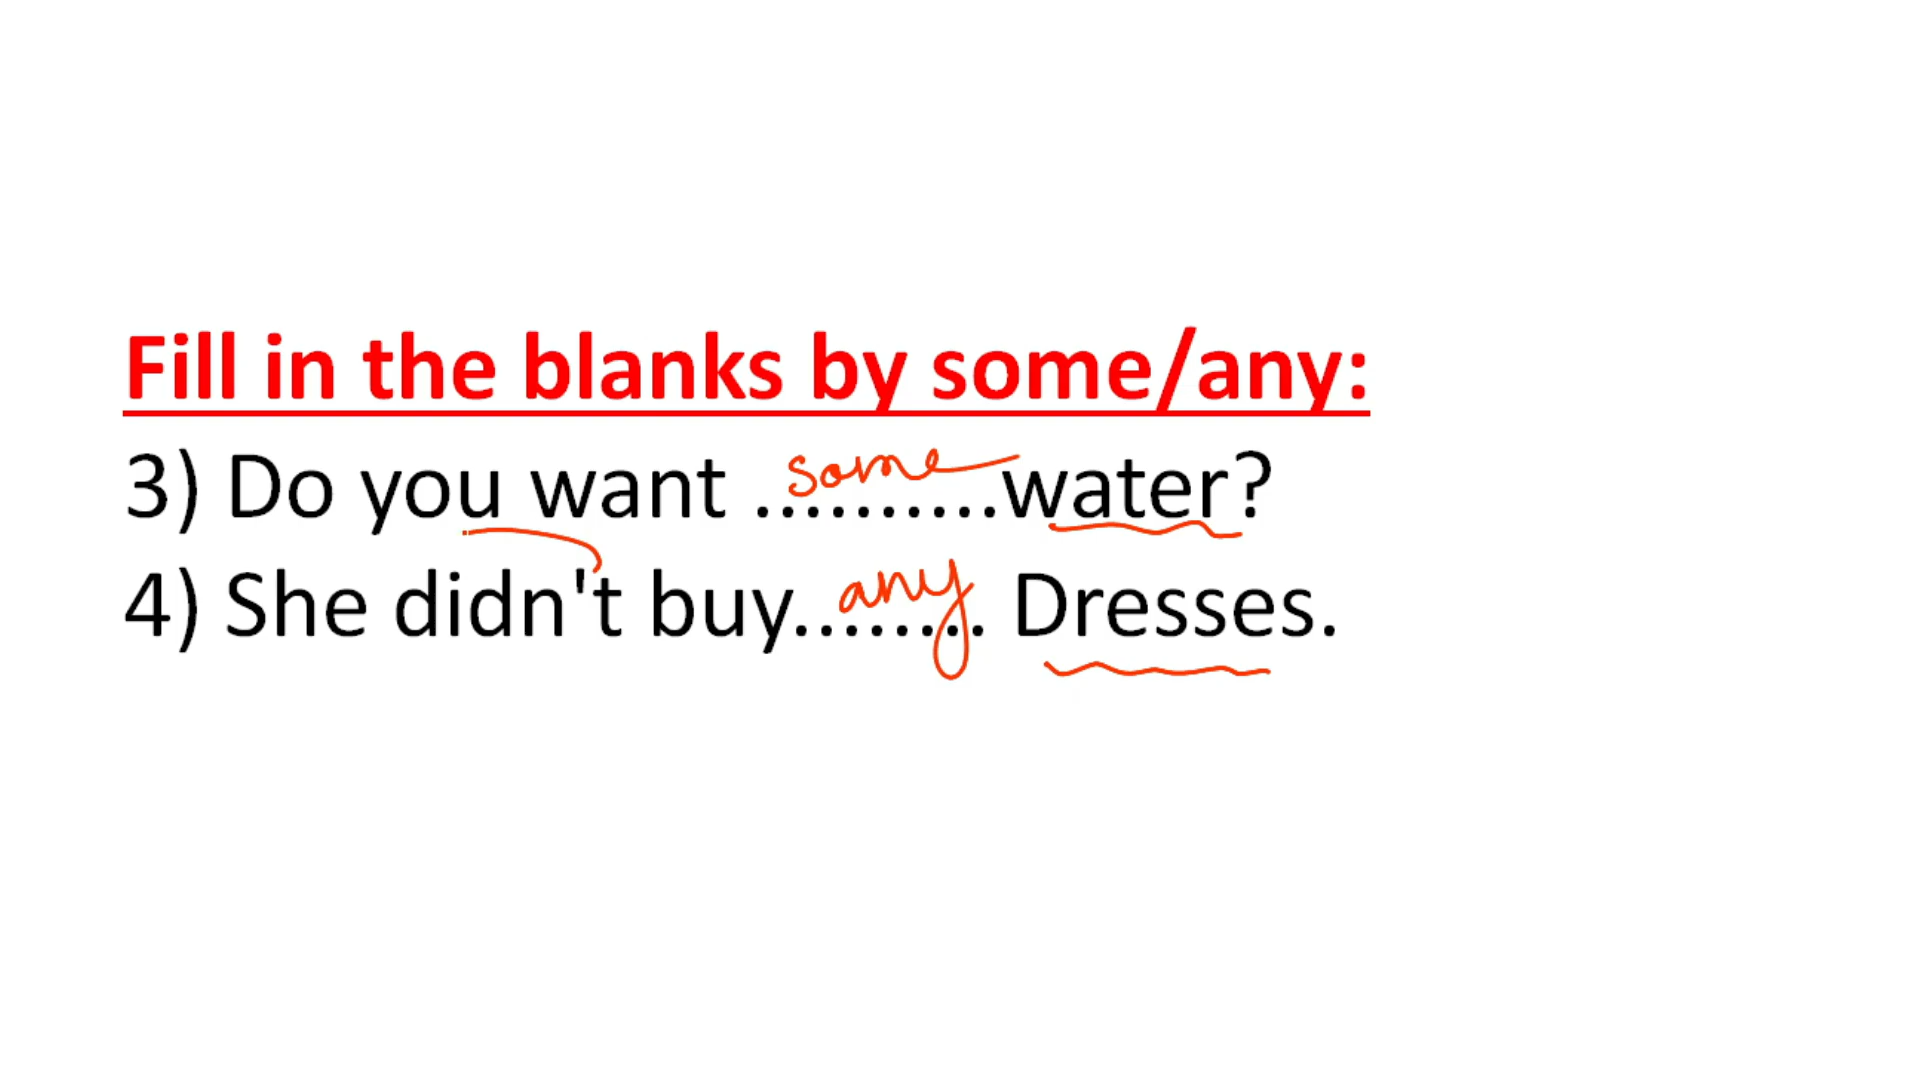 Fill in the blanks by some/any:
3) Do you want ..........some water?
4) She didn't buy........any Dresses.